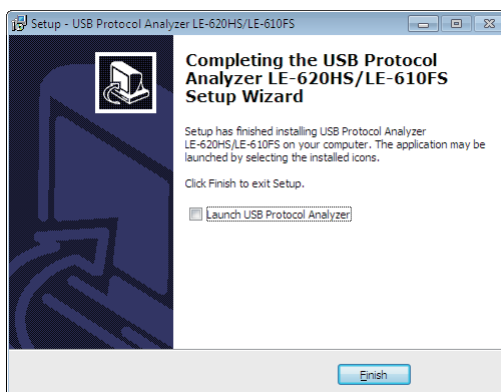 Setup - USB Protocol Analyzer LE-620HS/LE-610FS
Completing the USB Protocol
Analyzer LE-620HS/LE-610FS
Setup Wizard
Setup has finished installing USB Protocol Analyzer
LE-620HS/LE-610FS on your computer. The application may be
launched by selecting the installed icons.
Click Finish to exit Setup.
Launch USB Protocol Analyzer
Finish